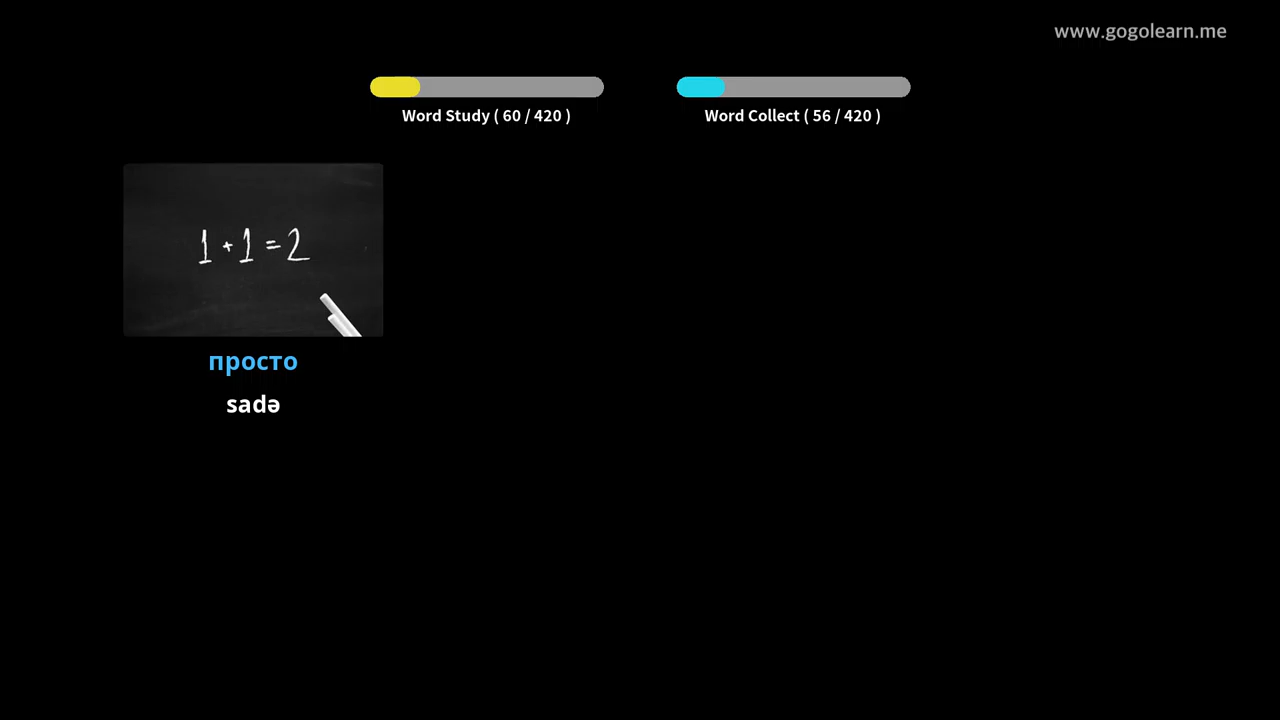 www.gogolearn.me
Word Study ( 60 / 420 )
Word Collect ( 56 / 420 )
1 + 1 = 2
просто
sadə